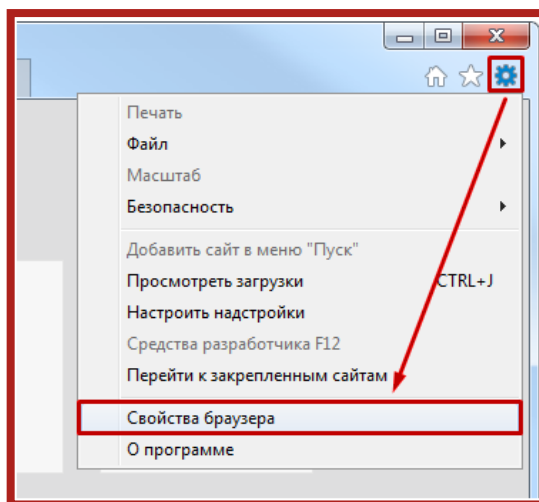 Печать
Файл
Масштаб
Безопасность
Добавить сайт в меню "Пуск"
Просмотреть загрузки CTRL+J
Настроить надстройки
Средства разработчика F12
Перейти к закрепленным сайтам
Свойства браузера
О программе